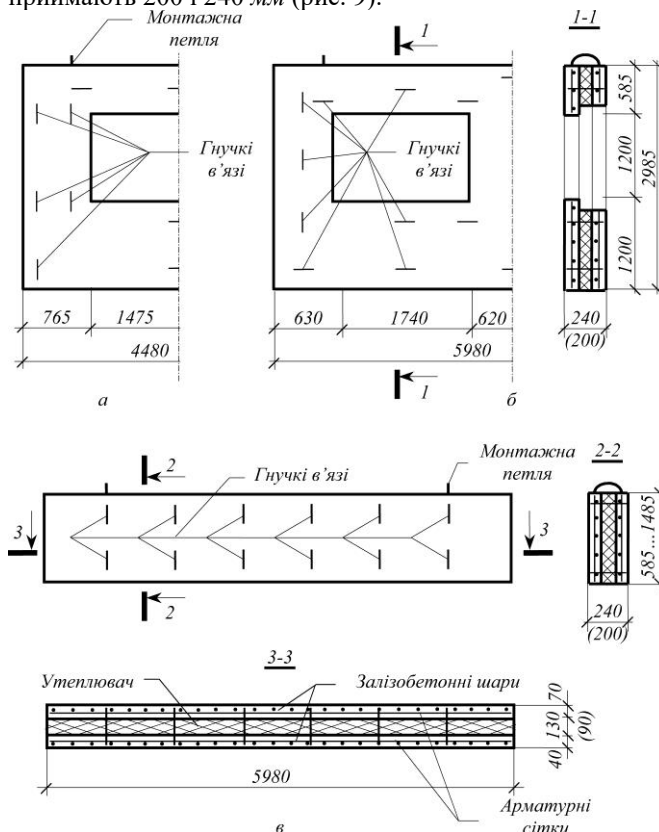 приймають 200 і 240 мм (рис. 9).
Монтажна
петля
1
1-1
Гнучкі
в’язі
Гнучкі
в’язі
585
1200
1200
2985
765
1475
4480
630
1740
620
5980
240
(200)
1
а
б
2
Гнучкі в’язі
Монтажна
петля
2-2
3
3
585...1485
2
240
(200)
3-3
Утеплювач
Залізобетонні шари
70
130
(90)
40
5980
Арматурні
сітки
в